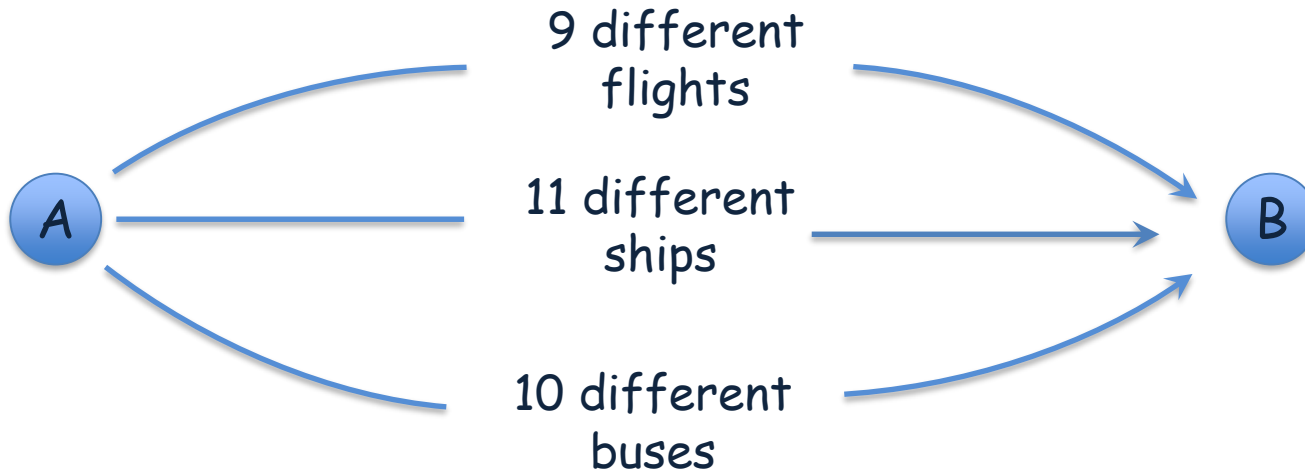 9 different
flights
A
11 different
ships
B
10 different
buses